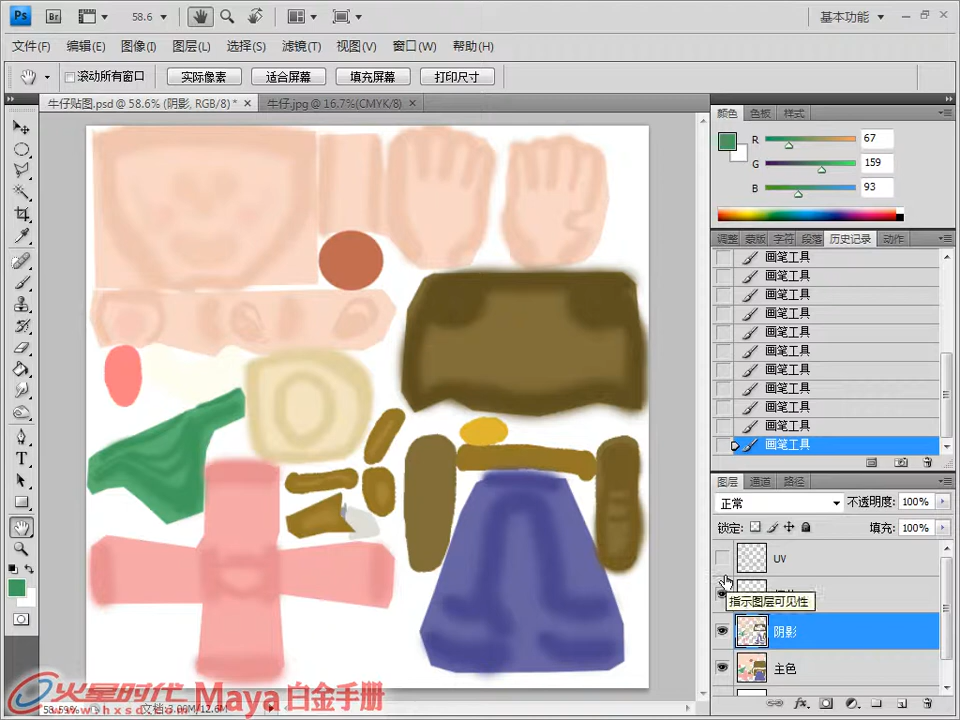 Ps Br 58.6 基本功能
文件(F) 编辑(E) 图像(I) 图层(L) 选择(S) 滤镜(T) 视图(V) 窗口(W) 帮助(H)
滚动所有窗口 实际像素 适合屏幕 填充屏幕 打印尺寸
牛仔贴图.psd @ 58.6% (阴影, RGB/8) * × 牛仔.jpg @ 16.7%(CMYK/8) ×
颜色 色板 样式
R 67
G 159
B 93
调整 蒙版 字符 段落 历史记录 动作
画笔工具
画笔工具
画笔工具
画笔工具
画笔工具
画笔工具
画笔工具
画笔工具
画笔工具
画笔工具
画笔工具
图层 通道 路径
正常 不透明度: 100%
锁定: 填充: 100%
UV
指示图层可见性
阴影
主色
火星时代 Maya 白金手册
www.hxsd.com
58.59% 文档:3.06M/12.6M